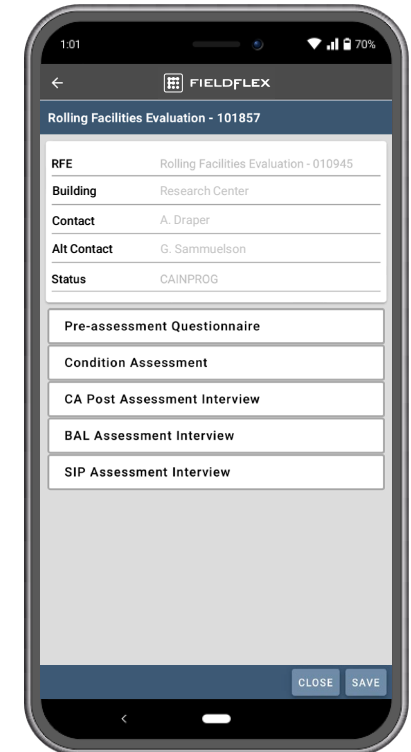 1:01 70%
FIELDFLEX
Rolling Facilities Evaluation - 101857
RFE Rolling Facilities Evaluation - 010945
Building Research Center
Contact A. Draper
Alt Contact G. Sammuelson
Status CAINPROG
Pre-assessment Questionnaire
Condition Assessment
CA Post Assessment Interview
BAL Assessment Interview
SIP Assessment Interview
CLOSE SAVE